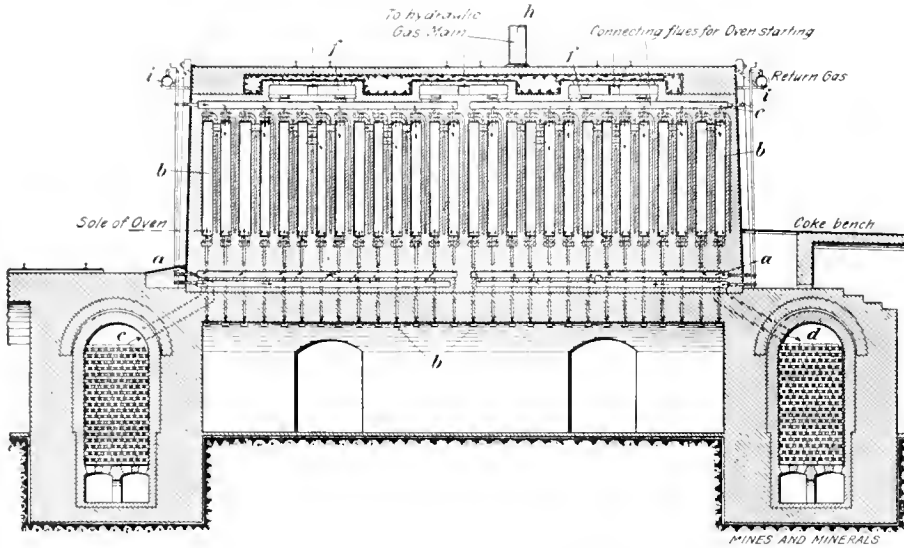 To hydraulic
Gas Main
h
f
f
Connecting flues for Oven starting
i
Return Gas
i
c
b
b
Sole of Oven
Coke bench
a
a
e
d
b
MINES AND MINERALS